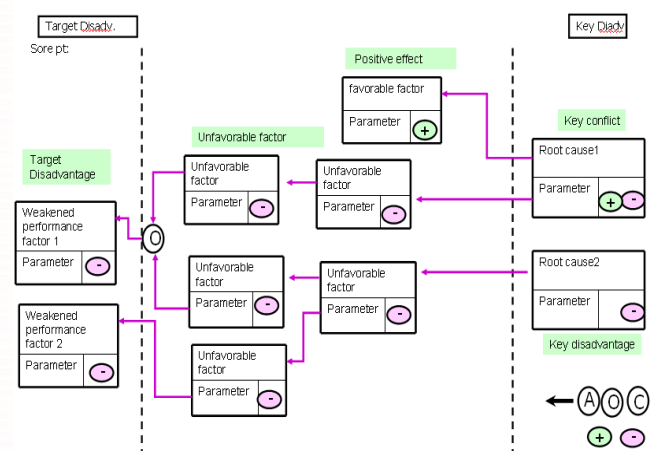 Target Disadv.
Key Diadv
Sore pt:
Positive effect
favorable factor
Parameter
+
Key conflict
Unfavorable factor
Root cause1
Parameter
+
-
Target
Disadvantage
Unfavorable
factor
Parameter
-
Unfavorable
factor
Parameter
-
Weakened
performance
factor 1
Parameter
-
O
Unfavorable
factor
Parameter
-
Unfavorable
factor
Parameter
-
Root cause2
Parameter
-
Weakened
performance
factor 2
Parameter
-
Unfavorable
factor
Parameter
-
Key disadvantage
A O C
+ -